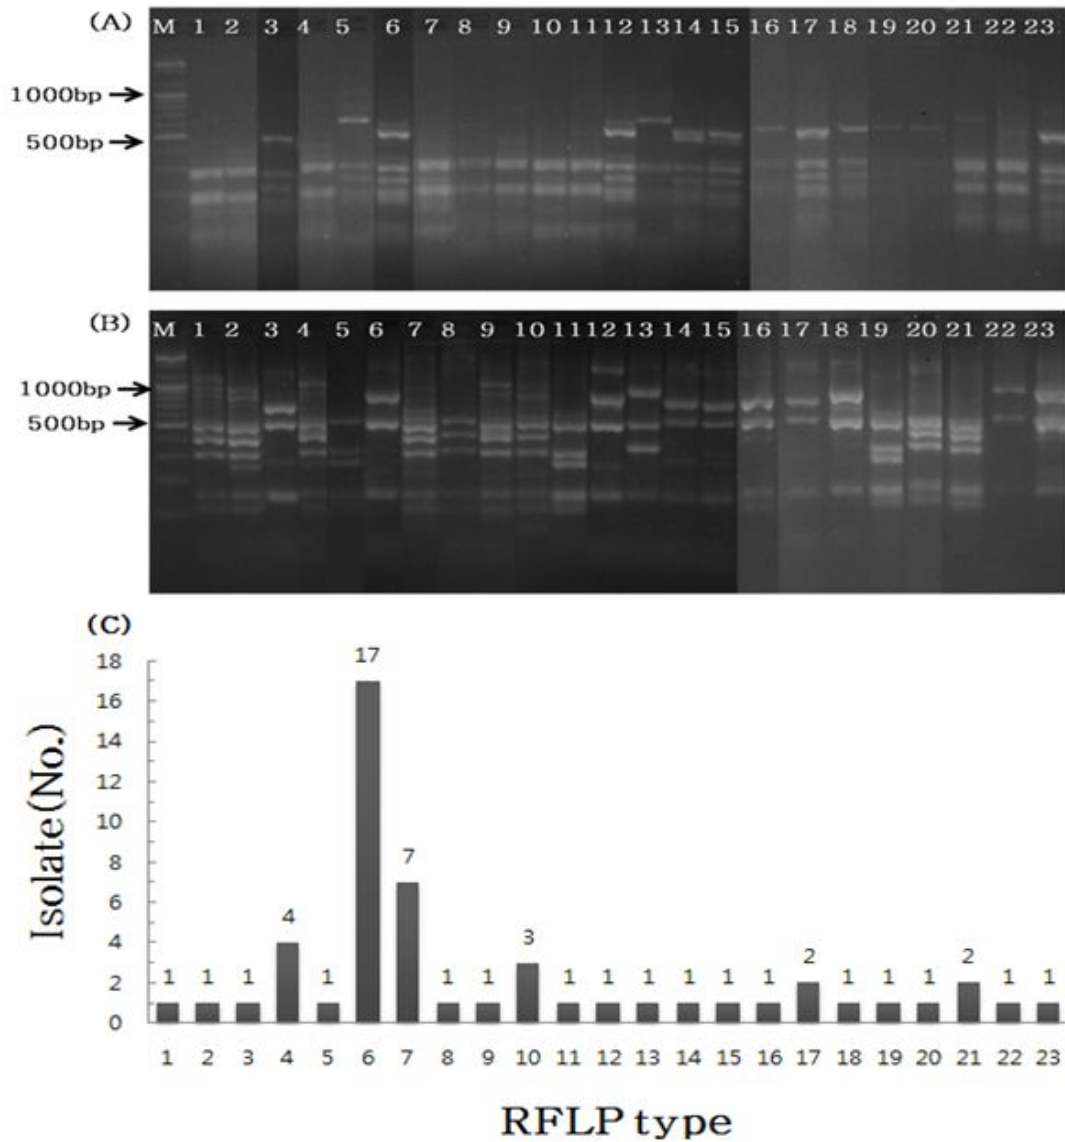 (A) M 1 2 3 4 5 6 7 8 9 10 11 12 13 14 15 16 17 18 19 20 21 22 23
1000bp
500bp
(B) M 1 2 3 4 5 6 7 8 9 10 11 12 13 14 15 16 17 18 19 20 21 22 23
1000bp
500bp
(C)
Isolate(No.)
18
16
14
12
10
8
6
4
2
0
1 1 1 4 1 17 7 1 1 3 1 1 1 1 1 1 2 1 1 1 2 1 1
1 2 3 4 5 6 7 8 9 10 11 12 13 14 15 16 17 18 19 20 21 22 23
RFLP type